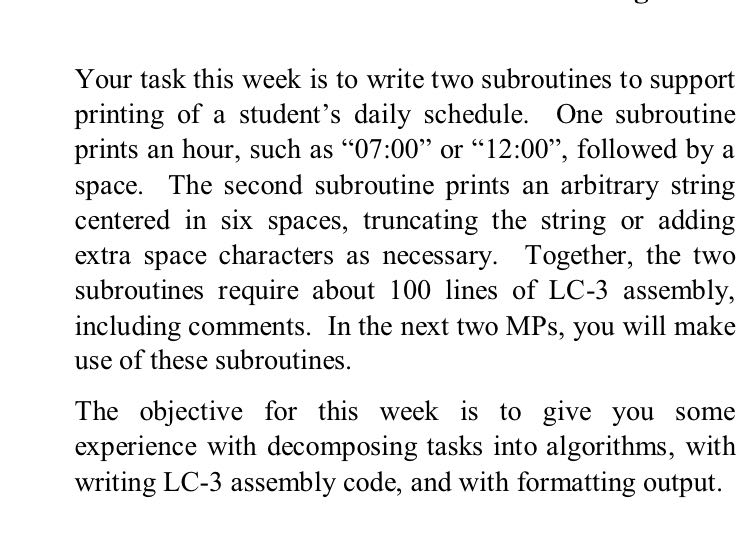 Your task this week is to write two subroutines to support
printing of a student’s daily schedule. One subroutine
prints an hour, such as “07:00” or “12:00”, followed by a
space. The second subroutine prints an arbitrary string
centered in six spaces, truncating the string or adding
extra space characters as necessary. Together, the two
subroutines require about 100 lines of LC-3 assembly,
including comments. In the next two MPs, you will make
use of these subroutines.
The objective for this week is to give you some
experience with decomposing tasks into algorithms, with
writing LC-3 assembly code, and with formatting output.